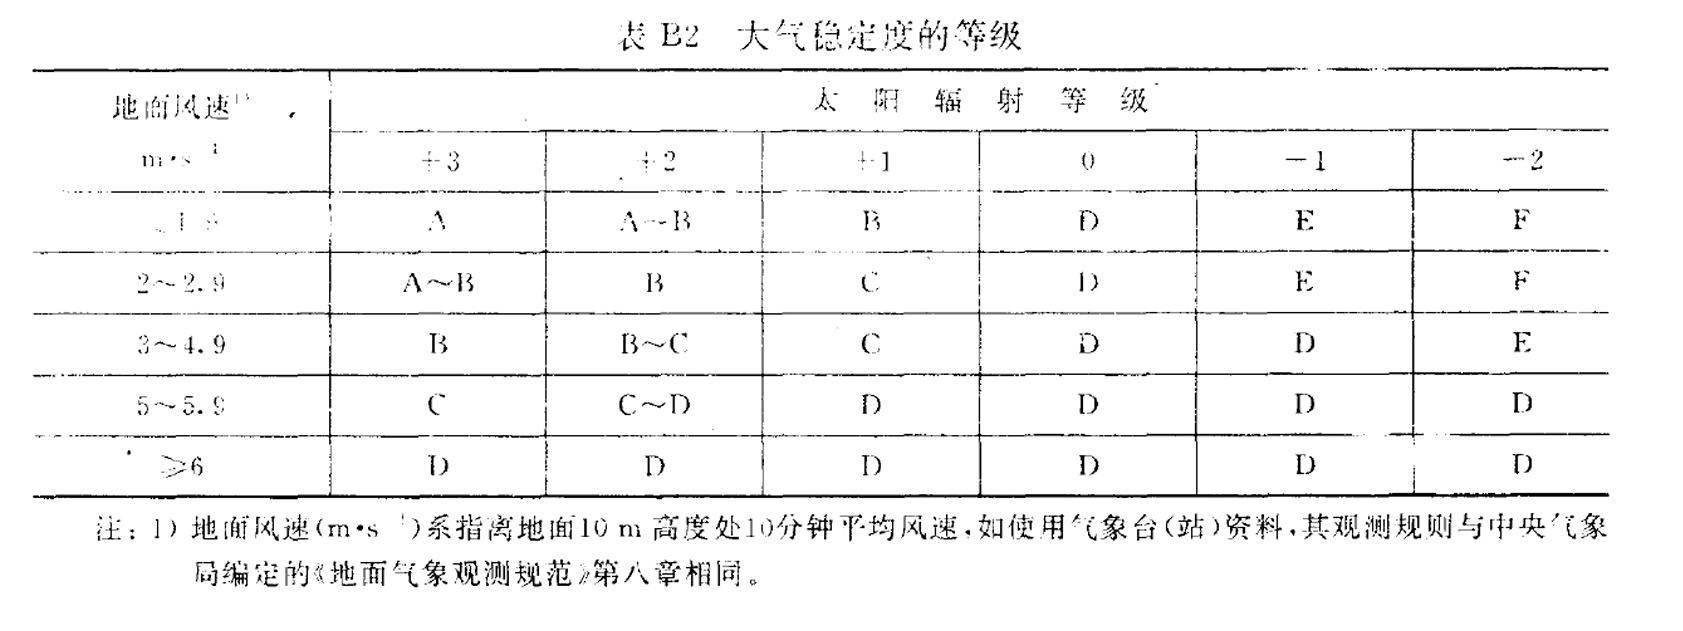 表 B2 大气稳定度的等级
地面风速¹⁾ 太阳辐射等级
m·s⁻¹ +3 +2 +1 0 −1 −2
A A~B B D E F
2~2.9 A~B B C D E F
3~4.9 B B~C C D D E
5~5.9 C C~D D D D D
≥6 D D D D D D
注：1) 地面风速(m·s⁻¹)系指离地面10 m 高度处10分钟平均风速，如使用气象台(站)资料，其观测规则与中央气象
局编定的《地面气象观测规范》第八章相同。